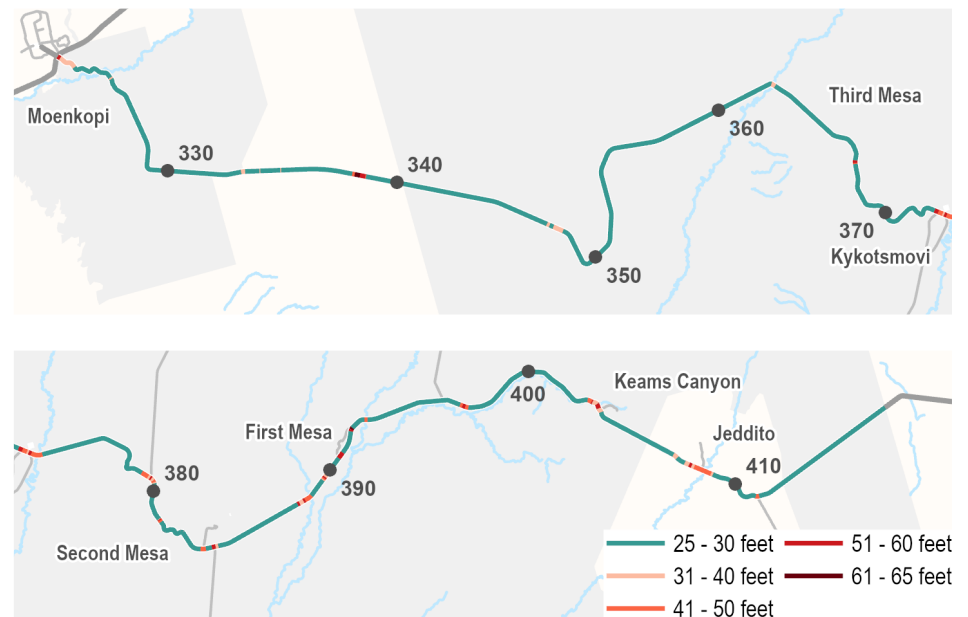 Moenkopi
330
340
350
360
Third Mesa
370
Kykotsmovi
380
Second Mesa
First Mesa
390
400
Keams Canyon
Jeddito
410
25 - 30 feet
31 - 40 feet
41 - 50 feet
51 - 60 feet
61 - 65 feet